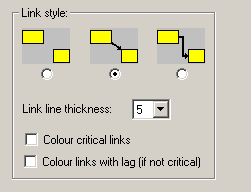 Link style:
Link line thickness: 5
Colour critical links
Colour links with lag (if not critical)